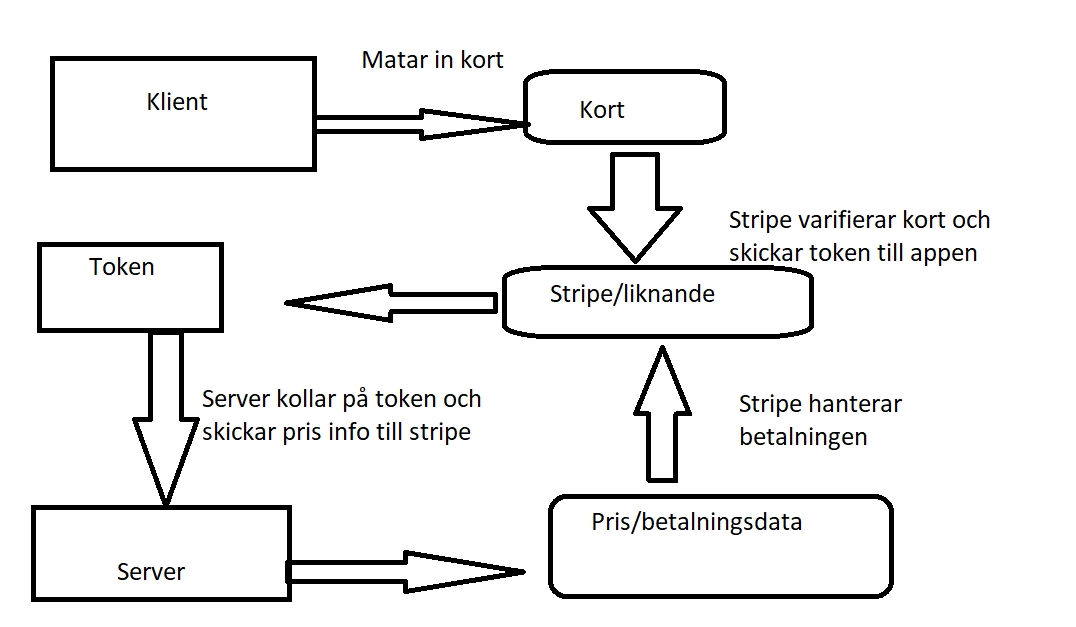 Matar in kort
Klient
Kort
Stripe varifierar kort och
skickar token till appen
Token
Stripe/liknande
Server kollar på token och
skickar pris info till stripe
Stripe hanterar
betalningen
Pris/betalningsdata
Server